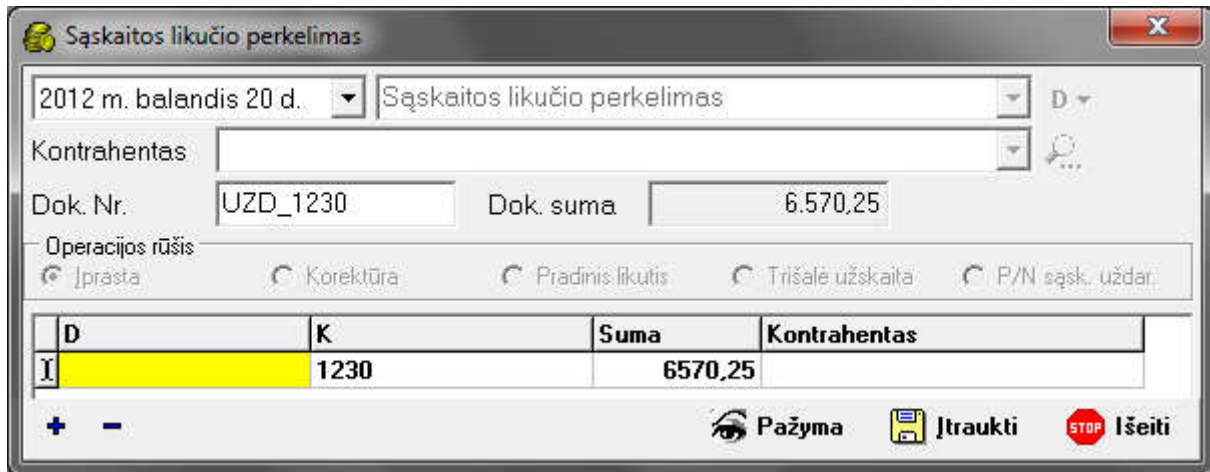 Sąskaitos likučio perkelimas
2012 m. balandis 20 d. Sąskaitos likučio perkelimas D
Kontrahentas
Dok. Nr. UZD_1230 Dok. suma 6.570,25
Operacijos rūšis
Įprasta Korektūra Pradinis likutis Trišalė užskaita P/N sąsk. uždar.
D K Suma Kontrahentas
1230 6570,25
Pažyma Įtraukti STOP Išeiti